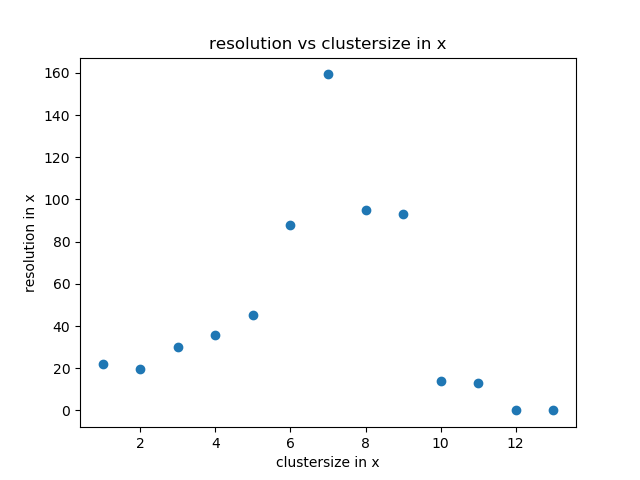 resolution vs clustersize in x
160
140
120
100
80
60
40
20
0
resolution in x
2 4 6 8 10 12
clustersize in x